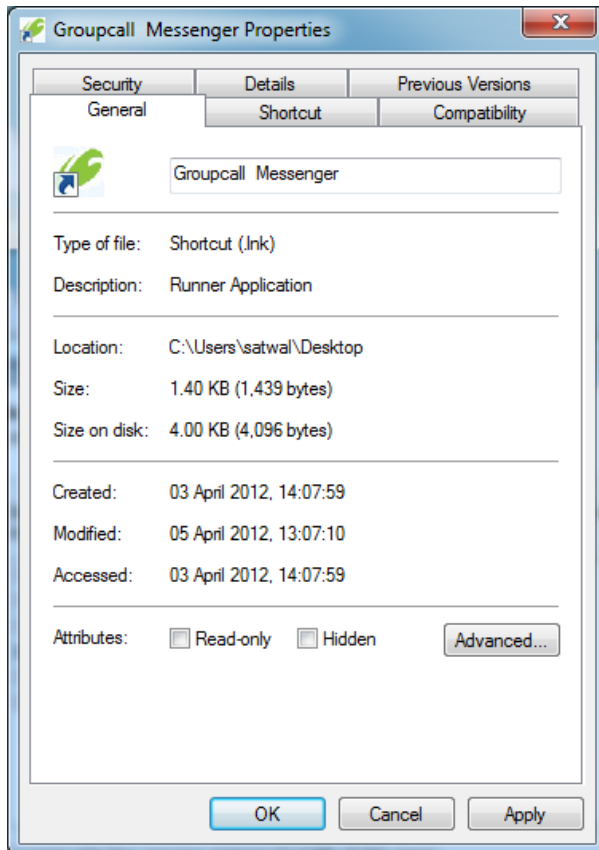 Groupcall  Messenger Properties
Security Details Previous Versions
General Shortcut Compatibility
Groupcall  Messenger
Type of file: Shortcut (.lnk)
Description: Runner Application
Location: C:\Users\satwal\Desktop
Size: 1.40 KB (1,439 bytes)
Size on disk: 4.00 KB (4,096 bytes)
Created: 03 April 2012, 14:07:59
Modified: 05 April 2012, 13:07:10
Accessed: 03 April 2012, 14:07:59
Attributes: Read-only Hidden Advanced...
OK Cancel Apply